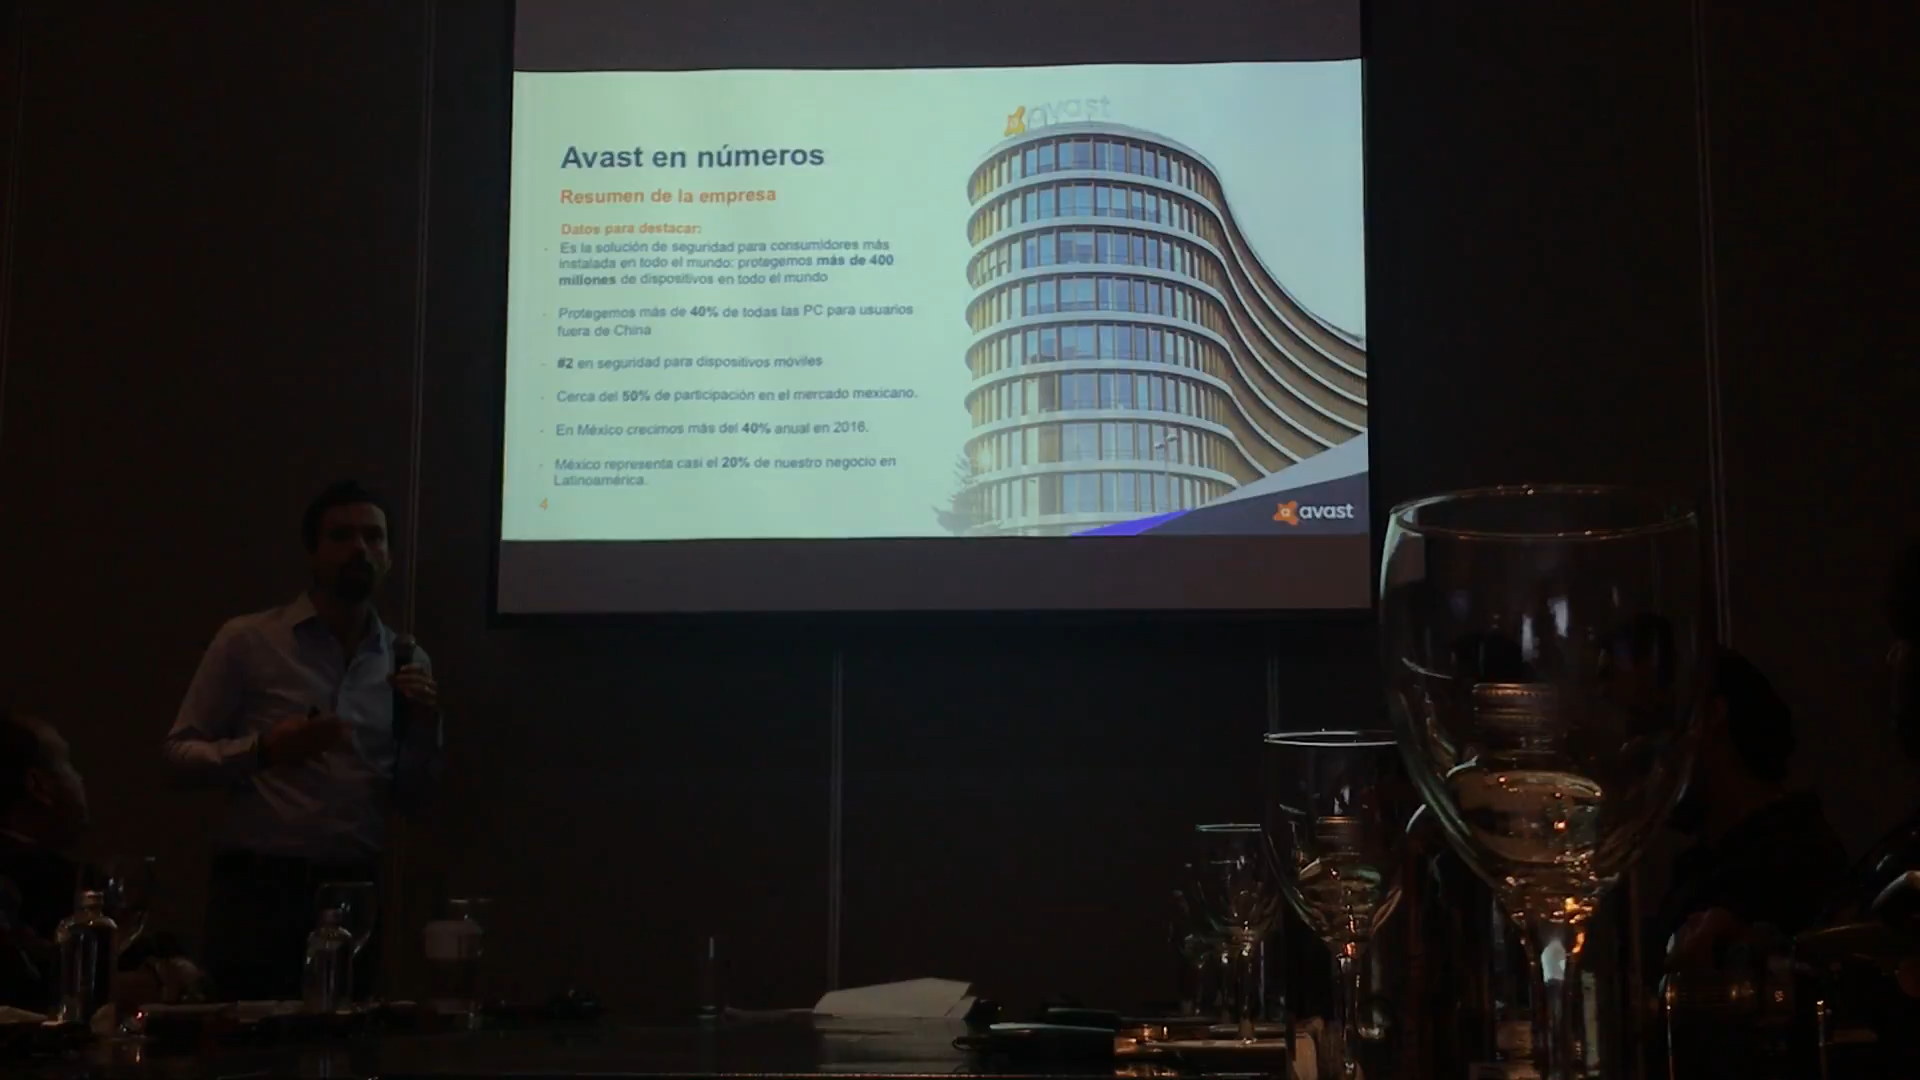 avast
Avast en números
Resumen de la empresa
Datos para destacar:
- Es la solución de seguridad para consumidores más
instalada en todo el mundo: protegemos más de 400
millones de dispositivos en todo el mundo
- Protegemos más de 40% de todas las PC para usuarios
fuera de China
- #2 en seguridad para dispositivos móviles
- Cerca del 50% de participación en el mercado mexicano.
- En México crecimos más del 40% anual en 2016.
- México representa casi el 20% de nuestro negocio en
Latinoamérica.
4
avast